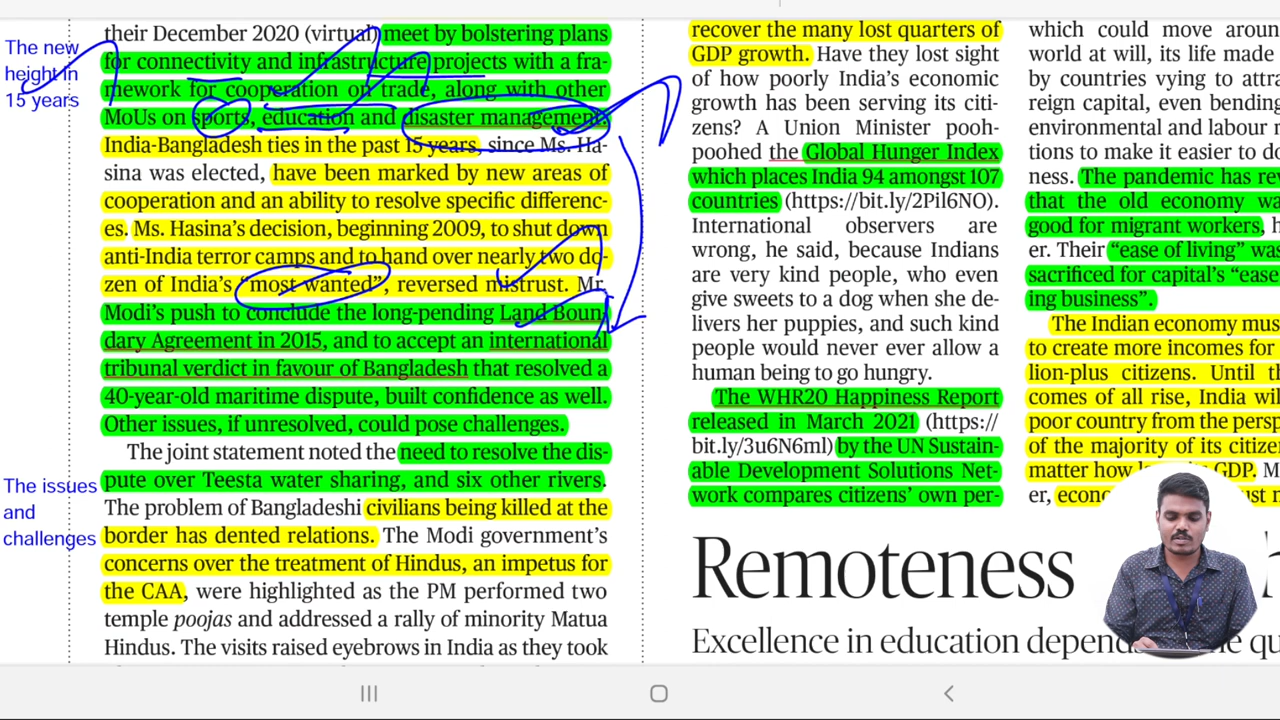 The new
height in
15 years
The issues
and
challenges
their December 2020 (virtual) meet by bolstering plans
for connectivity and infrastructure projects with a fra-
mework for cooperation on trade, along with other
MoUs on sports, education and disaster management.
India-Bangladesh ties in the past 15 years, since Ms. Ha-
sina was elected, have been marked by new areas of
cooperation and an ability to resolve specific differenc-
es. Ms. Hasina’s decision, beginning 2009, to shut down
anti-India terror camps and to hand over nearly two do-
zen of India’s “most wanted”, reversed mistrust. Mr.
Modi’s push to conclude the long-pending Land Boun-
dary Agreement in 2015, and to accept an international
tribunal verdict in favour of Bangladesh that resolved a
40-year-old maritime dispute, built confidence as well.
Other issues, if unresolved, could pose challenges.
The joint statement noted the need to resolve the dis-
pute over Teesta water sharing, and six other rivers.
The problem of Bangladeshi civilians being killed at the
border has dented relations. The Modi government’s
concerns over the treatment of Hindus, an impetus for
the CAA, were highlighted as the PM performed two
temple poojas and addressed a rally of minority Matua
Hindus. The visits raised eyebrows in India as they took
recover the many lost quarters of
GDP growth. Have they lost sight
of how poorly India’s economic
growth has been serving its citi-
zens? A Union Minister pooh-
poohed the Global Hunger Index
which places India 94 amongst 107
countries (https://bit.ly/2Pil6NO).
International observers are
wrong, he said, because Indians
are very kind people, who even
give sweets to a dog when she de-
livers her puppies, and such kind
people would never ever allow a
human being to go hungry.
The WHR20 Happiness Report
released in March 2021 (https://
bit.ly/3u6N6ml) by the UN Sustain-
able Development Solutions Net-
work compares citizens’ own per-
which could move aroun
world at will, its life made
by countries vying to attra
reign capital, even bending
environmental and labour r
tions to make it easier to do
ness. The pandemic has rev
that the old economy wa
good for migrant workers, h
er. Their “ease of living” was
sacrificed for capital’s “ease
ing business”.
The Indian economy mus
to create more incomes for
lion-plus citizens. Until th
comes of all rise, India wil
poor country from the persp
of the majority of its citize
matter how GDP. M
er, econo ust
Remoteness
Excellence in education depend qu